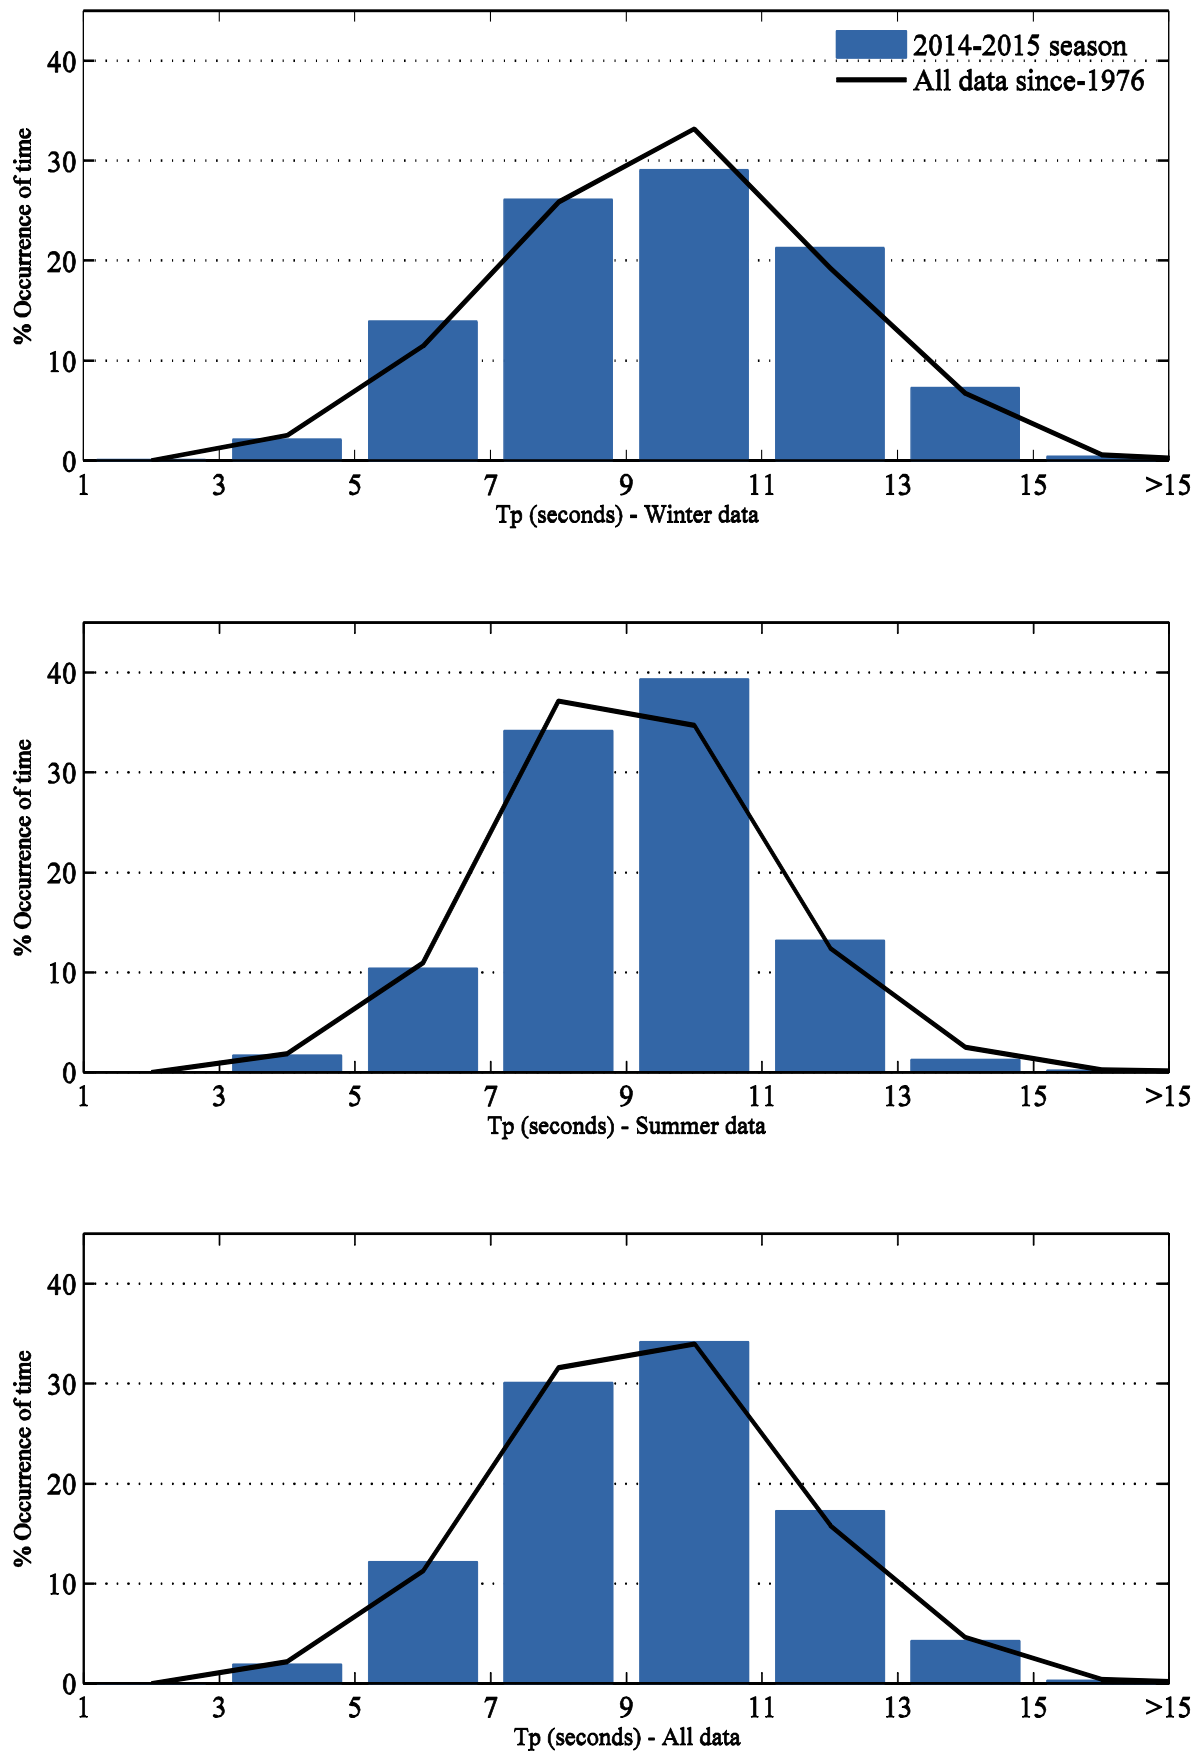 2014-2015 season
All data since-1976
% Occurrence of time
40
30
20
10
0
1 3 5 7 9 11 13 15 >15
Tp (seconds) - Winter data
% Occurrence of time
40
30
20
10
0
1 3 5 7 9 11 13 15 >15
Tp (seconds) - Summer data
% Occurrence of time
40
30
20
10
0
1 3 5 7 9 11 13 15 >15
Tp (seconds) - All data